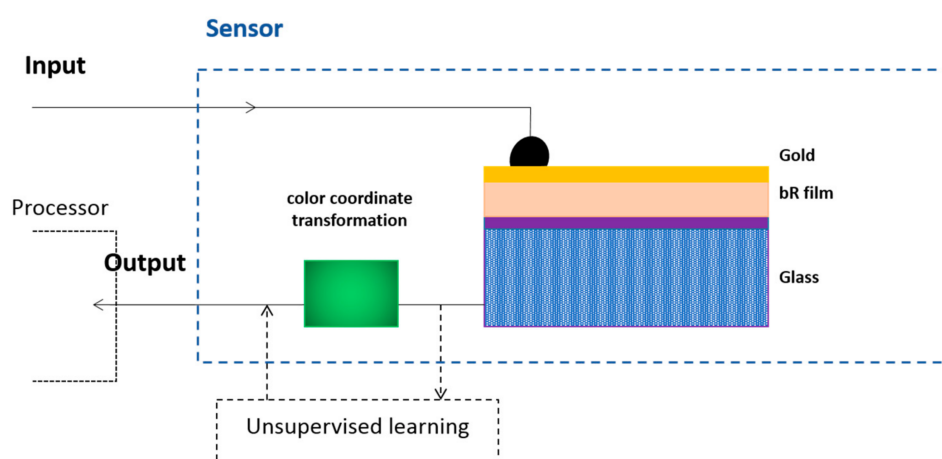 Sensor
Input
Gold
bR film
color coordinate
transformation
Processor
Output
Glass
Unsupervised learning